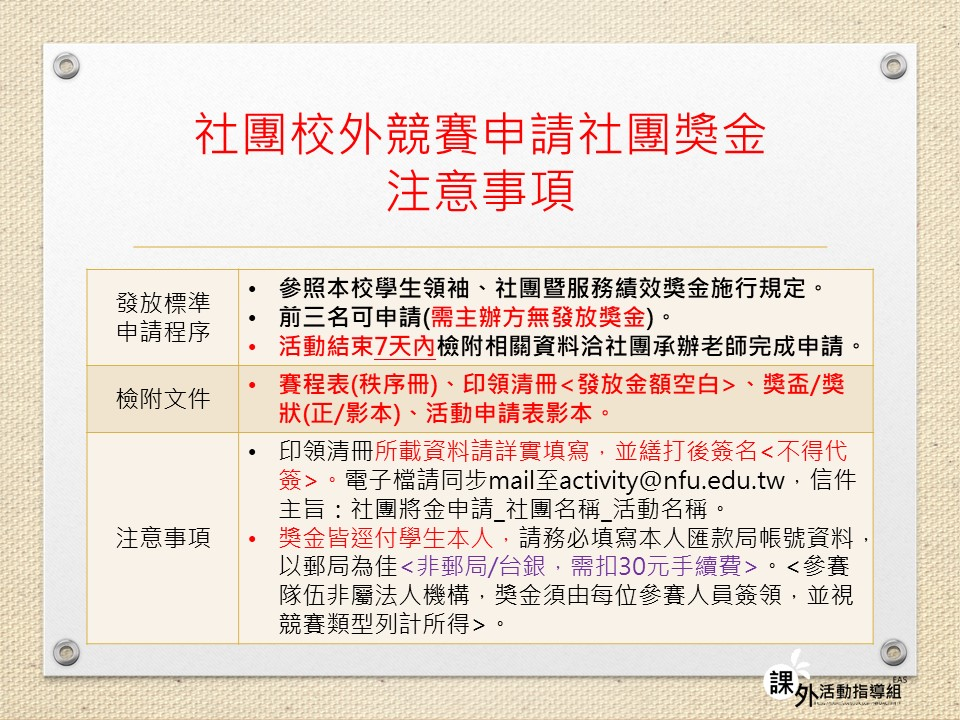 社團校外競賽申請社團獎金
注意事項
發放標準
申請程序
• 參照本校學生領袖、社團暨服務績效獎金施行規定。
• 前三名可申請(需主辦方無發放獎金)。
• 活動結束7天內檢附相關資料洽社團承辦老師完成申請。
檢附文件
• 賽程表(秩序冊)、印領清冊<發放金額空白>、獎盃/獎
狀(正/影本)、活動申請表影本。
注意事項
• 印領清冊所載資料請詳實填寫，並繕打後簽名<不得代
簽>。電子檔請同步mail至activity@nfu.edu.tw，信件
主旨：社團將金申請_社團名稱_活動名稱。
• 獎金皆逕付學生本人，請務必填寫本人匯款局帳號資料，
以郵局為佳<非郵局/台銀，需扣30元手續費>。<參賽
隊伍非屬法人機構，獎金須由每位參賽人員簽領，並視
競賽類型列計所得>。
課外活動指導組
EAS